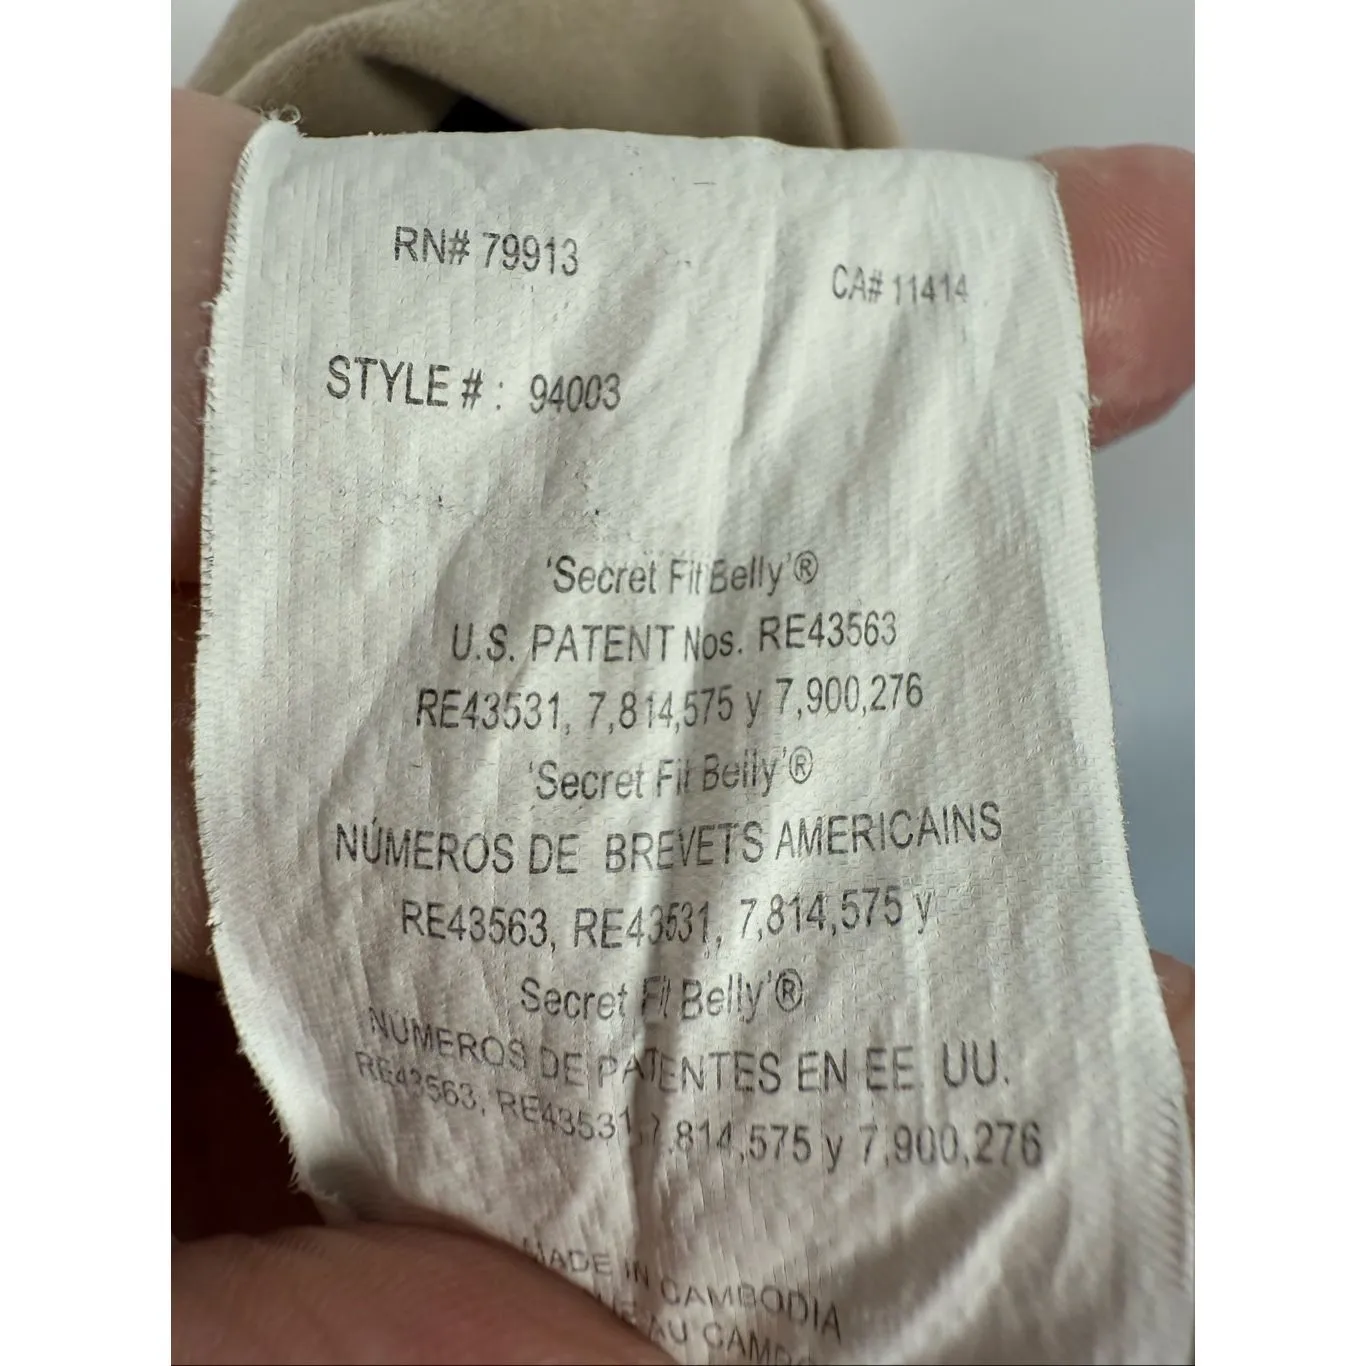 RN# 79913
CA# 11414
STYLE # : 94003
'Secret Fit Belly'®
U.S. PATENT Nos. RE43563
RE43531, 7,814,575 y 7,900,276
'Secret Fit Belly'®
NÚMEROS DE BREVETS AMERICAINS
RE43563, RE43531, 7,814,575 y
Secret Fit Belly'®
NUMEROS DE PATENTES EN EE. UU.
RE43563, RE43531, 7,814,575 y 7,900,276
MADE IN CAMBODIA
AU